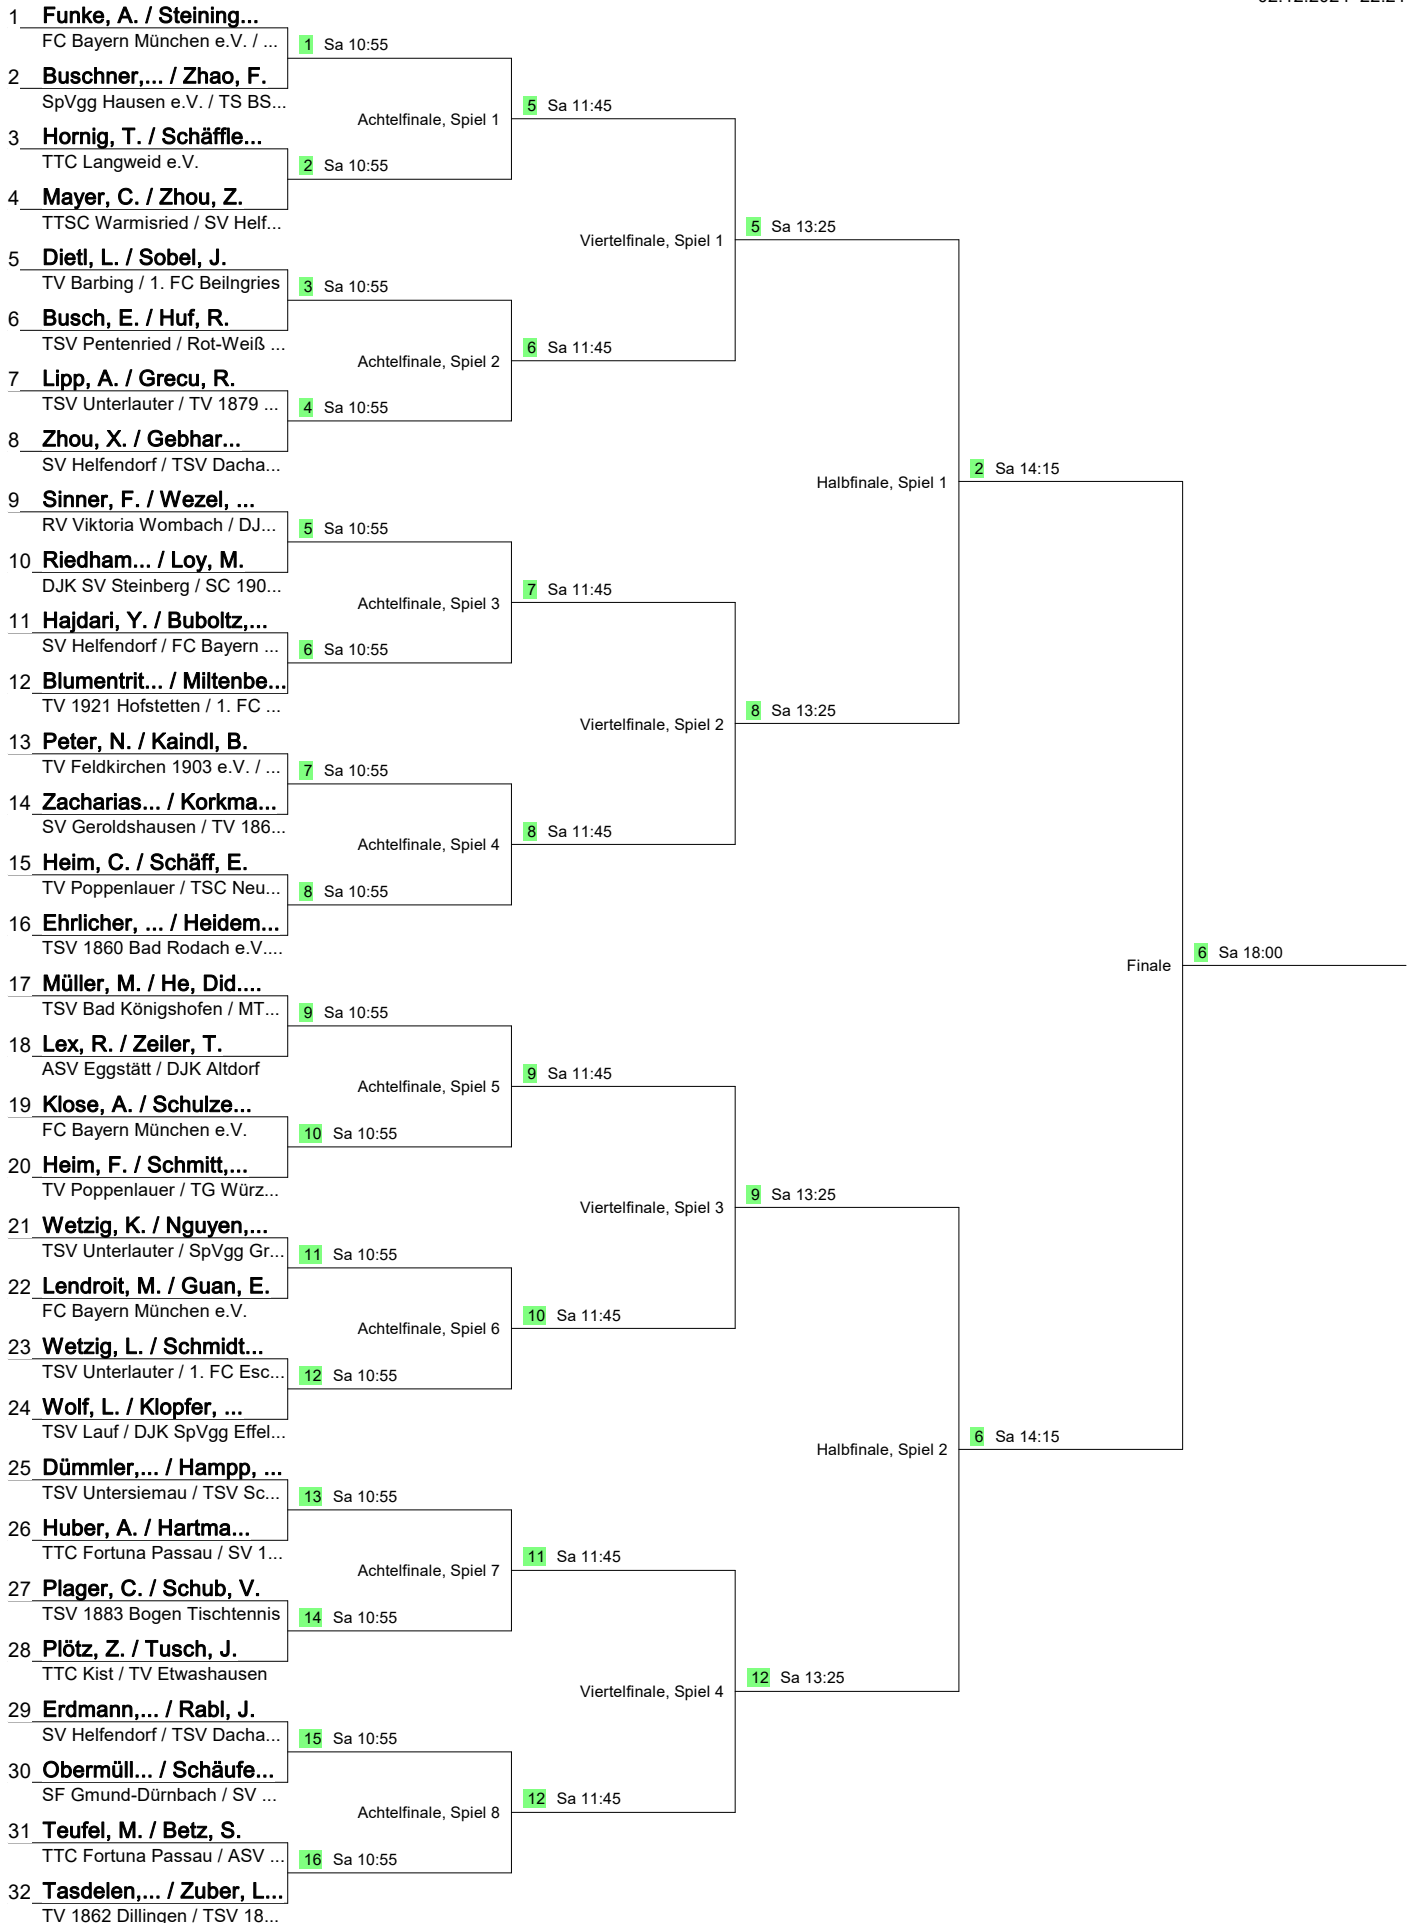 1 Funke, A. / Steining...
FC Bayern München e.V. / ...
1 Sa 10:55
2 Buschner,... / Zhao, F.
SpVgg Hausen e.V. / TS BS...
Achtelfinale, Spiel 1
5 Sa 11:45
3 Hornig, T. / Schäffle...
TTC Langweid e.V.
2 Sa 10:55
4 Mayer, C. / Zhou, Z.
TTSC Warmisried / SV Helf...
Viertelfinale, Spiel 1
5 Sa 13:25
5 Dietl, L. / Sobel, J.
TV Barbing / 1. FC Beilngries
3 Sa 10:55
6 Busch, E. / Huf, R.
TSV Pentenried / Rot-Weiß ...
Achtelfinale, Spiel 2
6 Sa 11:45
7 Lipp, A. / Grecu, R.
TSV Unterlauter / TV 1879 ...
4 Sa 10:55
8 Zhou, X. / Gebhar...
SV Helfendorf / TSV Dacha...
Halbfinale, Spiel 1
2 Sa 14:15
9 Sinner, F. / Wezel, ...
RV Viktoria Wombach / DJ...
5 Sa 10:55
10 Riedham... / Loy, M.
DJK SV Steinberg / SC 190...
Achtelfinale, Spiel 3
7 Sa 11:45
11 Hajdari, Y. / Buboltz,...
SV Helfendorf / FC Bayern ...
6 Sa 10:55
12 Blumentrit... / Miltenbe...
TV 1921 Hofstetten / 1. FC ...
Viertelfinale, Spiel 2
8 Sa 13:25
13 Peter, N. / Kaindl, B.
TV Feldkirchen 1903 e.V. / ...
7 Sa 10:55
14 Zacharias... / Korkma...
SV Geroldshausen / TV 186...
Achtelfinale, Spiel 4
8 Sa 11:45
15 Heim, C. / Schäff, E.
TV Poppenlauer / TSC Neu...
8 Sa 10:55
16 Ehrlicher, ... / Heidem...
TSV 1860 Bad Rodach e.V....
Finale
6 Sa 18:00
17 Müller, M. / He, Did....
TSV Bad Königshofen / MT...
9 Sa 10:55
18 Lex, R. / Zeiler, T.
ASV Eggstätt / DJK Altdorf
Achtelfinale, Spiel 5
9 Sa 11:45
19 Klose, A. / Schulze...
FC Bayern München e.V.
10 Sa 10:55
20 Heim, F. / Schmitt,...
TV Poppenlauer / TG Würz...
Viertelfinale, Spiel 3
9 Sa 13:25
21 Wetzig, K. / Nguyen,...
TSV Unterlauter / SpVgg Gr...
11 Sa 10:55
22 Lendroit, M. / Guan, E.
FC Bayern München e.V.
Achtelfinale, Spiel 6
10 Sa 11:45
23 Wetzig, L. / Schmidt...
TSV Unterlauter / 1. FC Esc...
12 Sa 10:55
24 Wolf, L. / Klopfer, ...
TSV Lauf / DJK SpVgg Effel...
Halbfinale, Spiel 2
6 Sa 14:15
25 Dümmler,... / Hampp, ...
TSV Untersiemau / TSV Sc...
13 Sa 10:55
26 Huber, A. / Hartma...
TTC Fortuna Passau / SV 1...
Achtelfinale, Spiel 7
11 Sa 11:45
27 Plager, C. / Schub, V.
TSV 1883 Bogen Tischtennis
14 Sa 10:55
28 Plötz, Z. / Tusch, J.
TTC Kist / TV Etwashausen
Viertelfinale, Spiel 4
12 Sa 13:25
29 Erdmann,... / Rabl, J.
SV Helfendorf / TSV Dacha...
15 Sa 10:55
30 Obermüll... / Schäufe...
SF Gmund-Dürnbach / SV ...
Achtelfinale, Spiel 8
12 Sa 11:45
31 Teufel, M. / Betz, S.
TTC Fortuna Passau / ASV ...
16 Sa 10:55
32 Tasdelen,... / Zuber, L...
TV 1862 Dillingen / TSV 18...